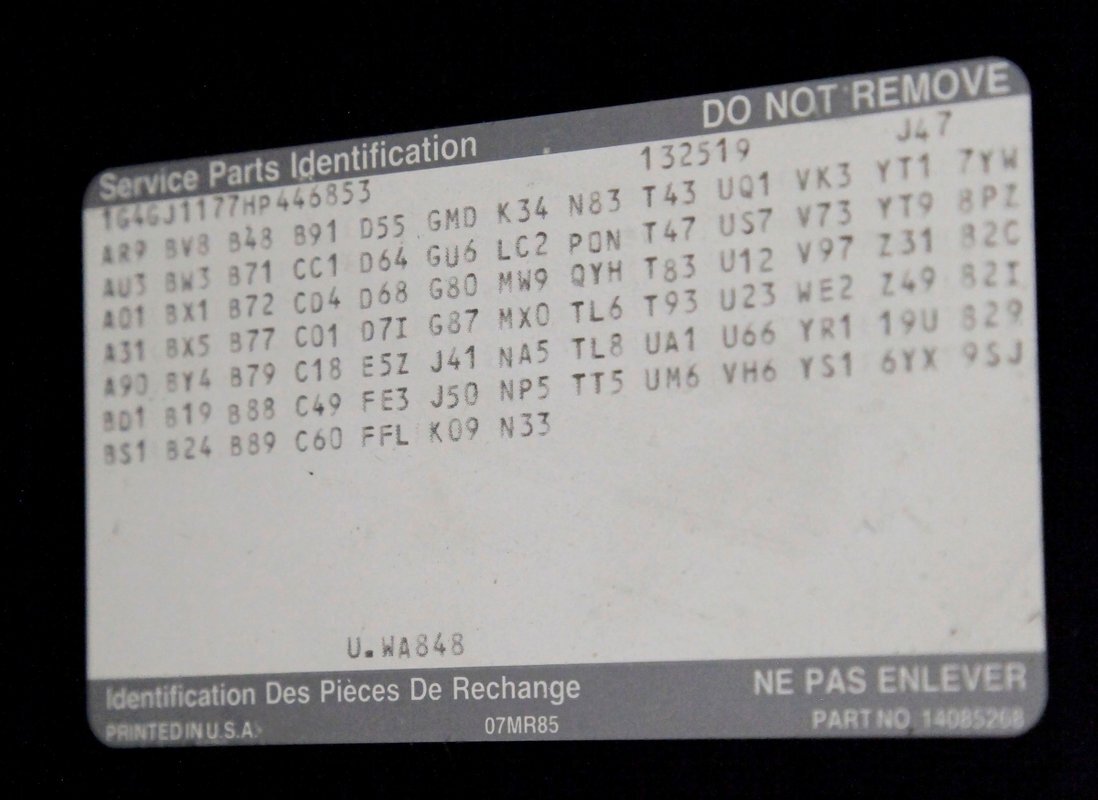 Service Parts Identification DO NOT REMOVE
1G4GJ1177HP446853 132519 J47
AR9 BV8 B48 B91 D55 GMD K34 N83 T43 UQ1 VK3 YT1 7YW
AU3 BW3 B71 CC1 D64 GU6 LC2 PON T47 US7 V73 YT9 8PZ
A01 BX1 B72 CD4 D68 G80 MW9 QYH T83 U12 V97 Z31 82C
A31 BX5 B77 C01 D7I G87 MX0 TL6 T93 U23 WE2 Z49 82I
A90 BY4 B79 C18 E5Z J41 NA5 TL8 UA1 U66 YR1 19U 829
BD1 B19 B88 C49 FE3 J50 NP5 TT5 UM6 VH6 YS1 6YX 9SJ
BS1 B24 B89 C60 FFL K09 N33
U.WA848
Identification Des Pièces De Rechange NE PAS ENLEVER
PRINTED IN U.S.A. 07MR85 PART NO. 14085268